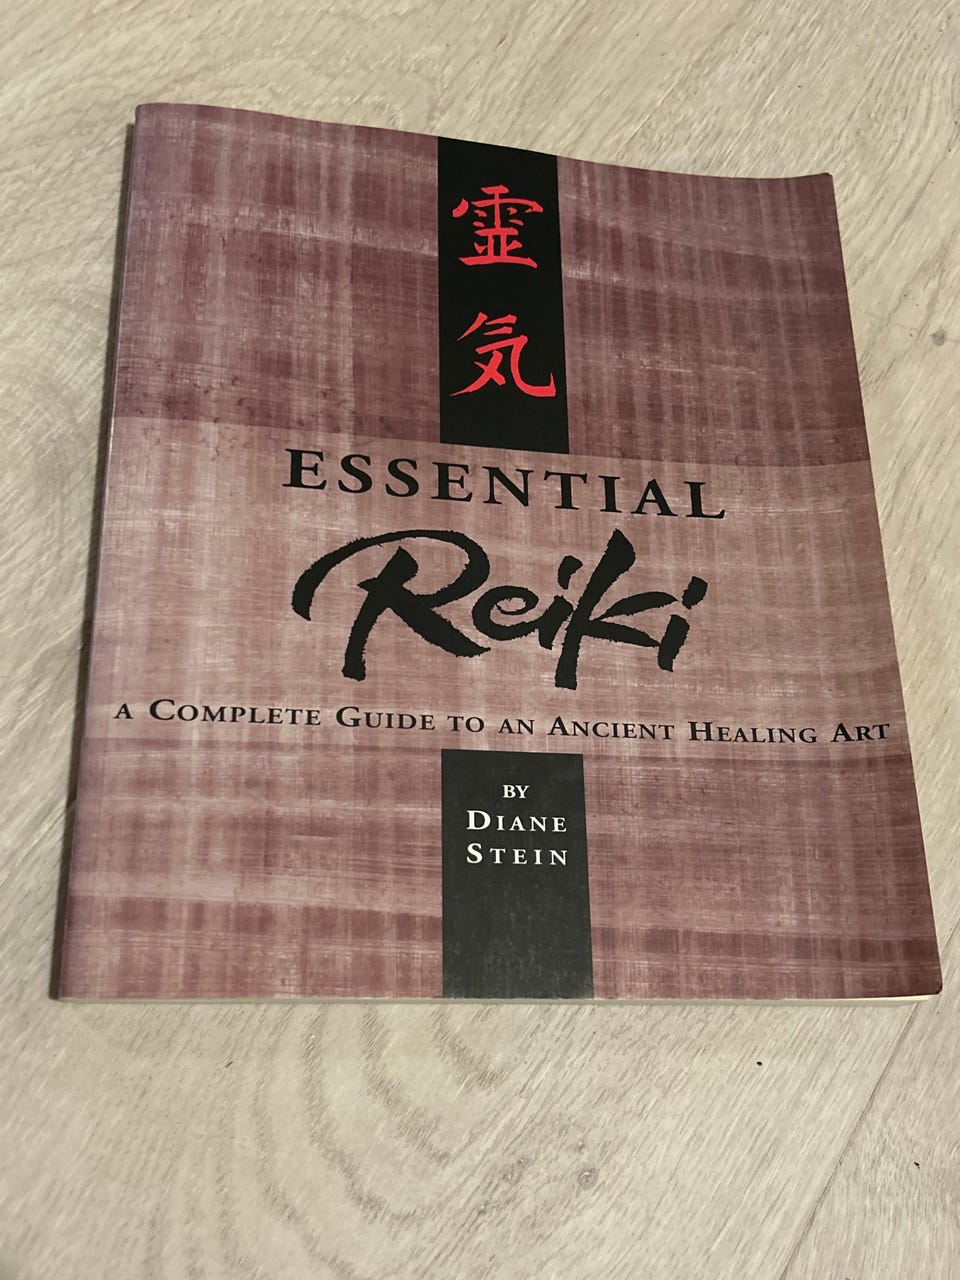 霊
気
ESSENTIAL
Reiki
A COMPLETE GUIDE TO AN ANCIENT HEALING ART
BY
DIANE
STEIN